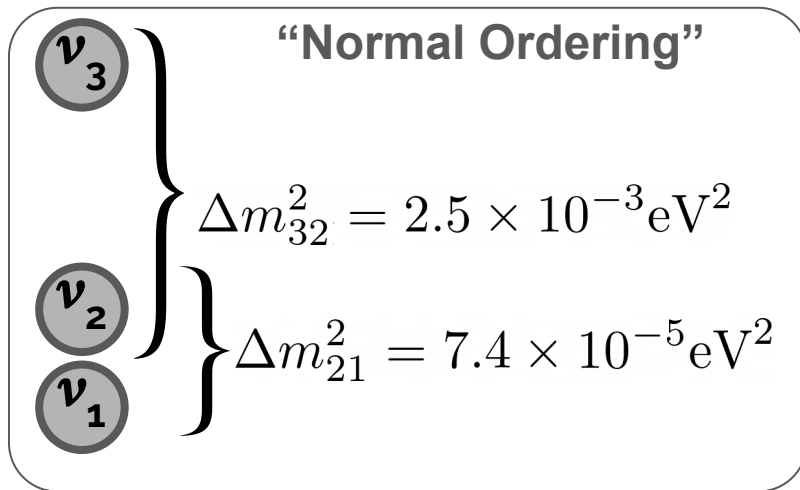 “Normal Ordering”
ν3
Δm²₃₂ = 2.5 × 10⁻³eV²
ν2
Δm²₂₁ = 7.4 × 10⁻⁵eV²
ν1